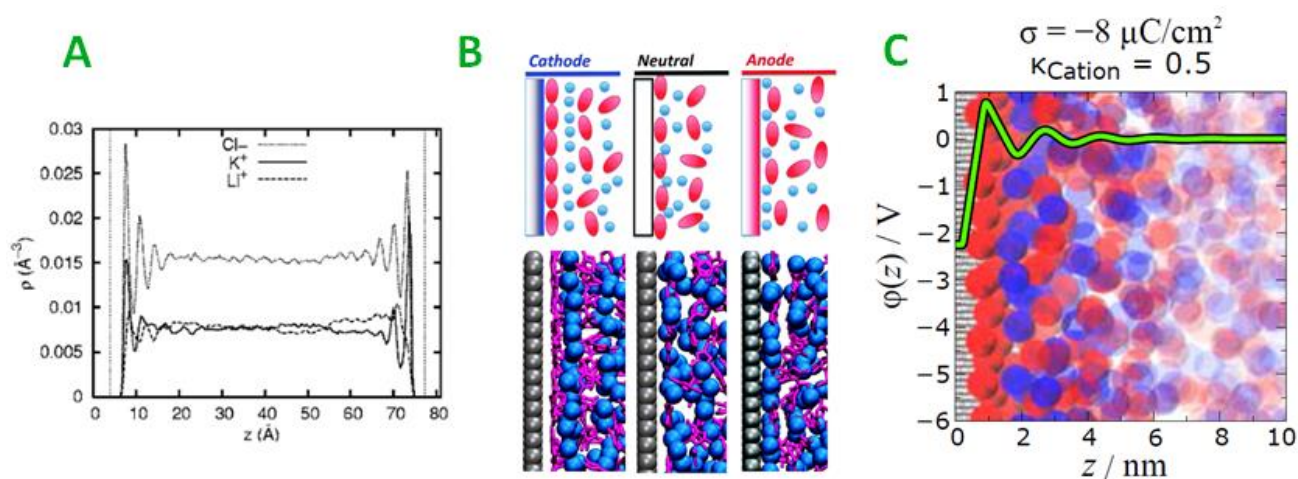 A
0.03
0.025
0.02
0.015
0.01
0.005
0
ρ (Å⁻³)
Cl–
K⁺
Li⁺
0 10 20 30 40 50 60 70 80
z (Å)
B
Cathode Neutral Anode
C
σ = −8 μC/cm²
κCation = 0.5
1
0
−1
−2
−3
−4
−5
−6
φ(z) / V
0 2 4 6 8 10
z / nm